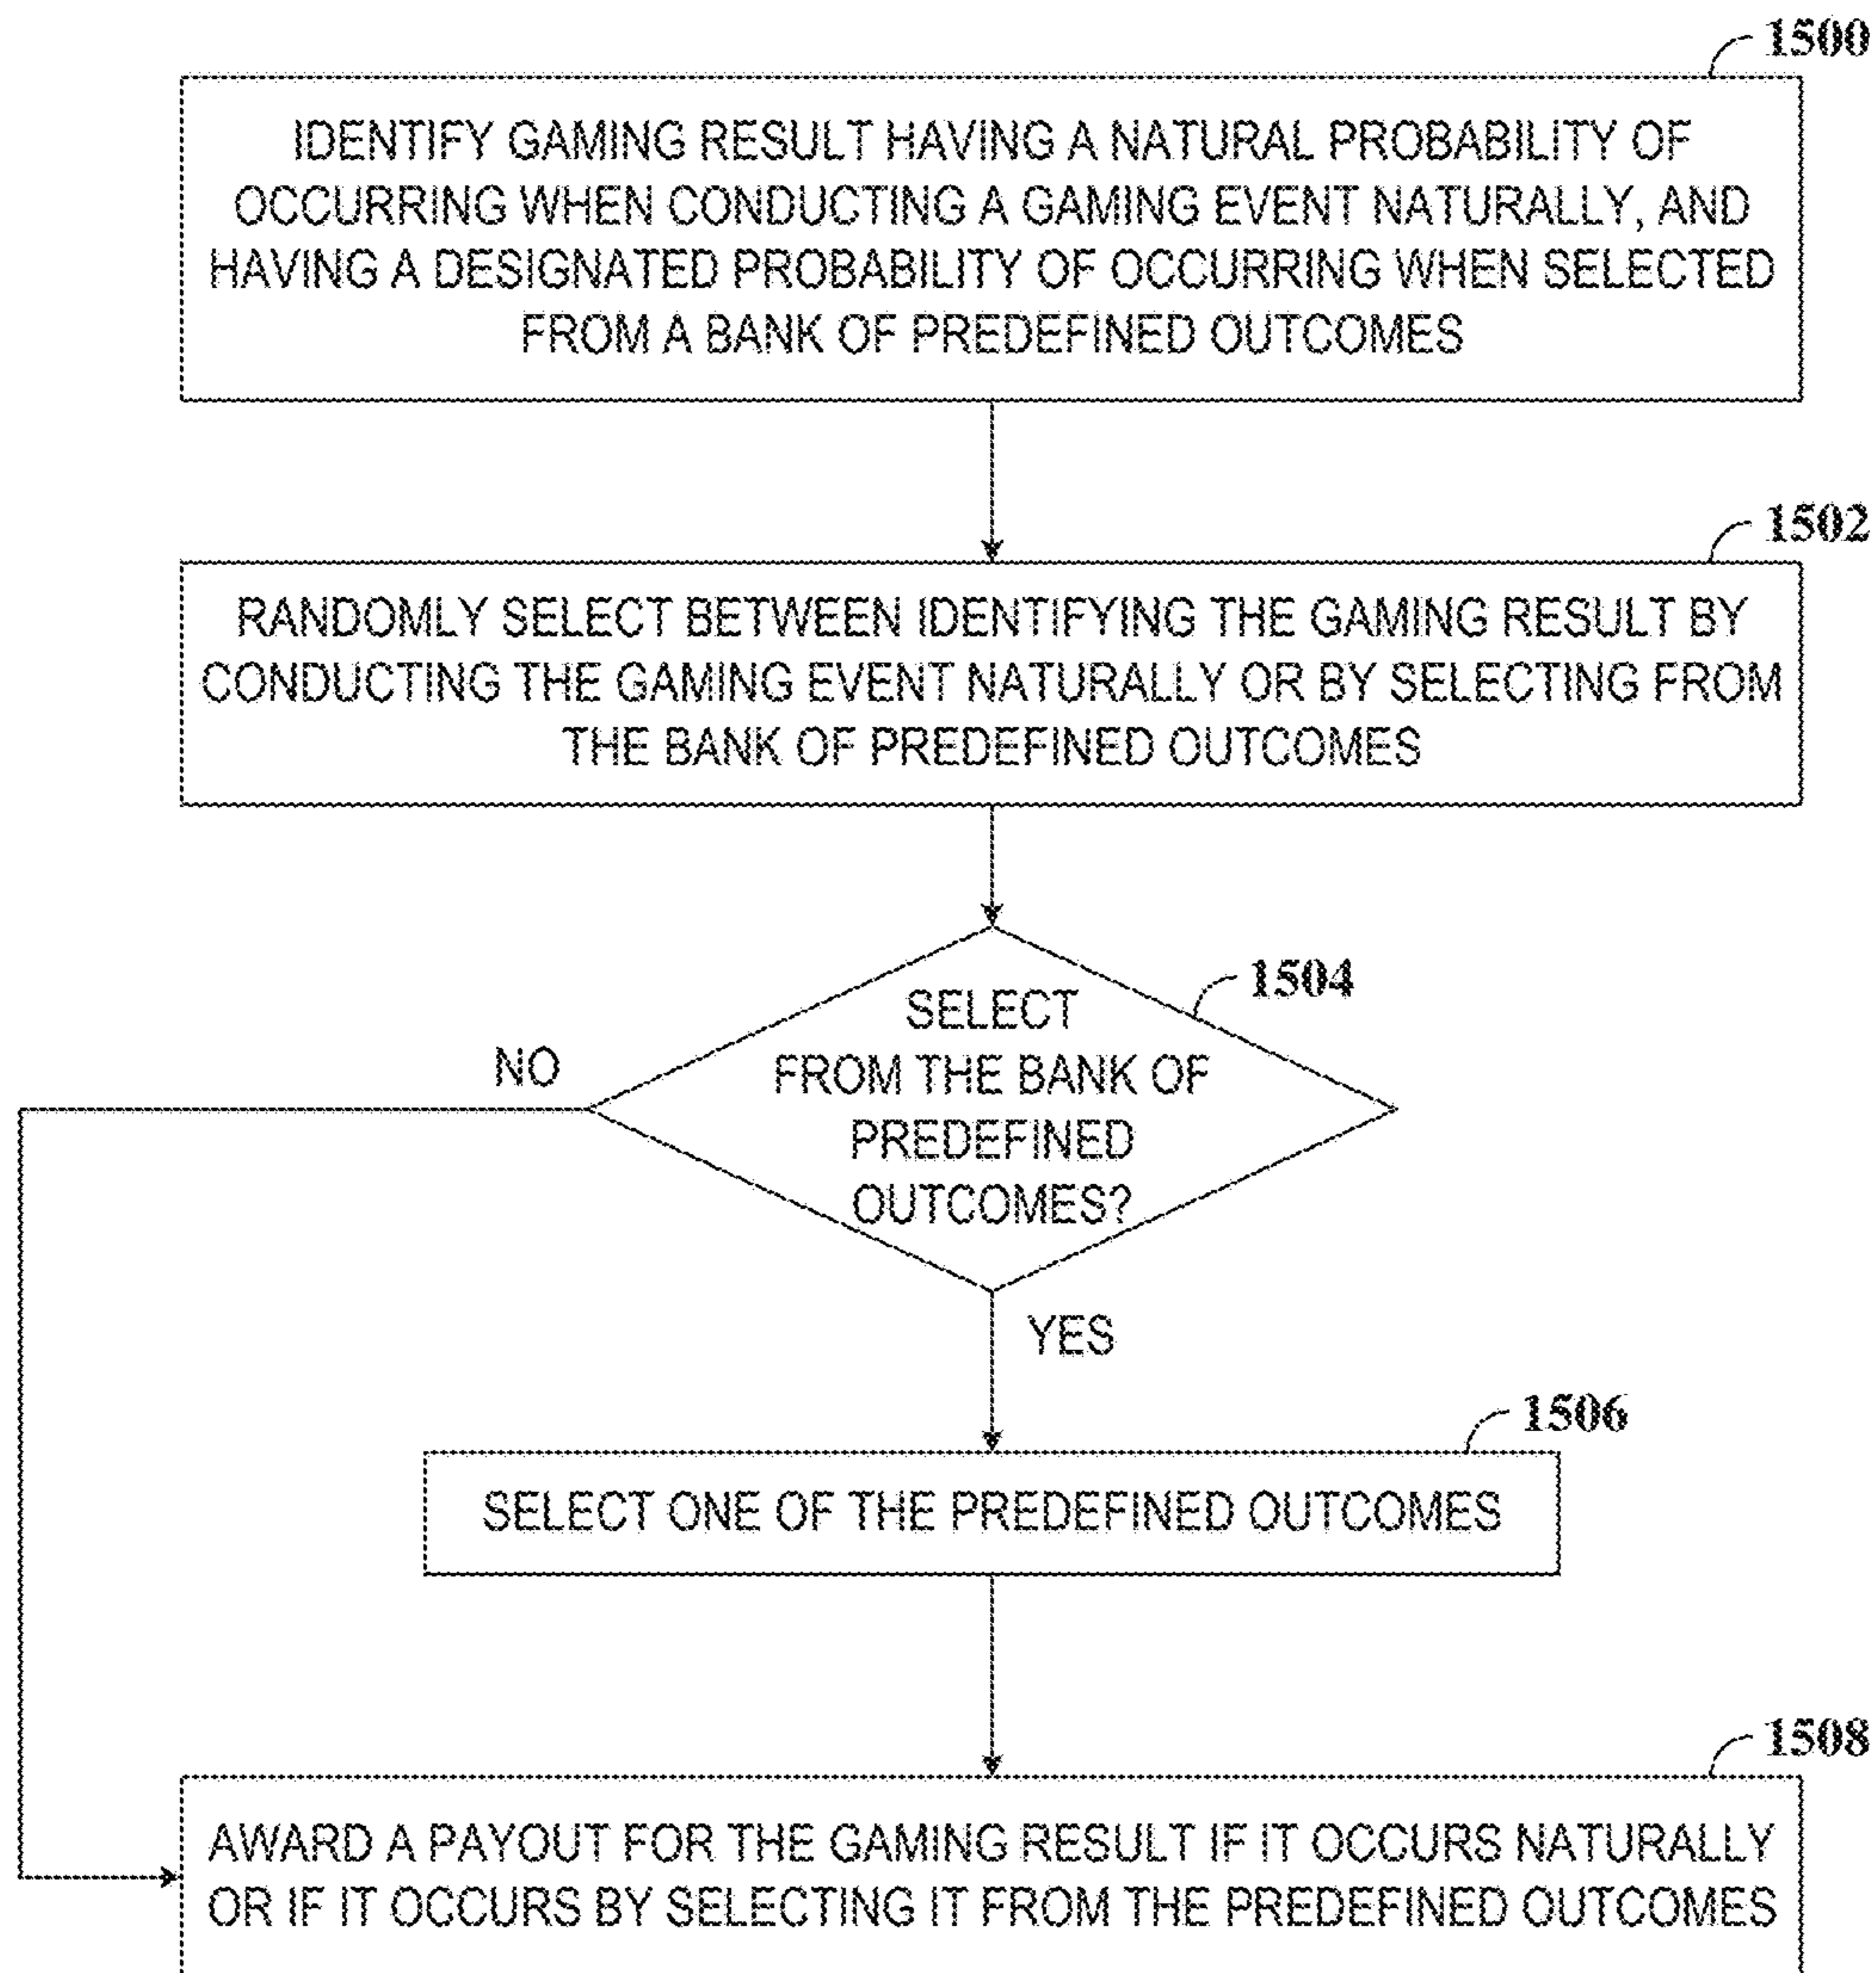 1500
IDENTIFY GAMING RESULT HAVING A NATURAL PROBABILITY OF
OCCURRING WHEN CONDUCTING A GAMING EVENT NATURALLY, AND
HAVING A DESIGNATED PROBABILITY OF OCCURRING WHEN SELECTED
FROM A BANK OF PREDEFINED OUTCOMES
1502
RANDOMLY SELECT BETWEEN IDENTIFYING THE GAMING RESULT BY
CONDUCTING THE GAMING EVENT NATURALLY OR BY SELECTING FROM
THE BANK OF PREDEFINED OUTCOMES
1504
SELECT
FROM THE BANK OF
PREDEFINED
OUTCOMES?
NO
YES
1506
SELECT ONE OF THE PREDEFINED OUTCOMES
1508
AWARD A PAYOUT FOR THE GAMING RESULT IF IT OCCURS NATURALLY
OR IF IT OCCURS BY SELECTING IT FROM THE PREDEFINED OUTCOMES